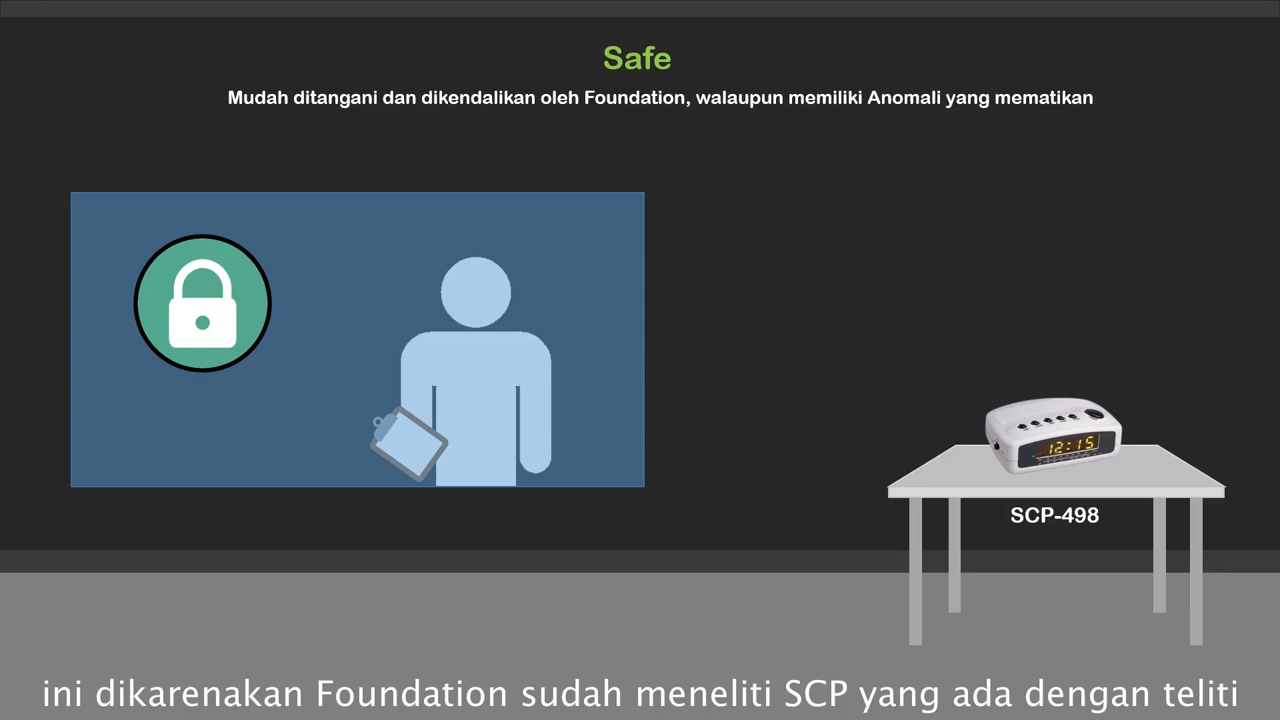 Safe
Mudah ditangani dan dikendalikan oleh Foundation, walaupun memiliki Anomali yang mematikan
12:15
SCP-498
ini dikarenakan Foundation sudah meneliti SCP yang ada dengan teliti